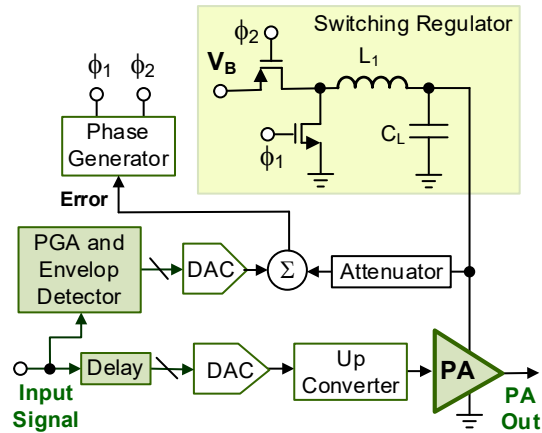 Switching Regulator
ϕ2
VB
L1
ϕ1
CL
ϕ1 ϕ2
Phase
Generator
Error
PGA and
Envelop
Detector
DAC
Σ
Attenuator
Input
Signal
Delay
DAC
Up
Converter
PA
PA
Out